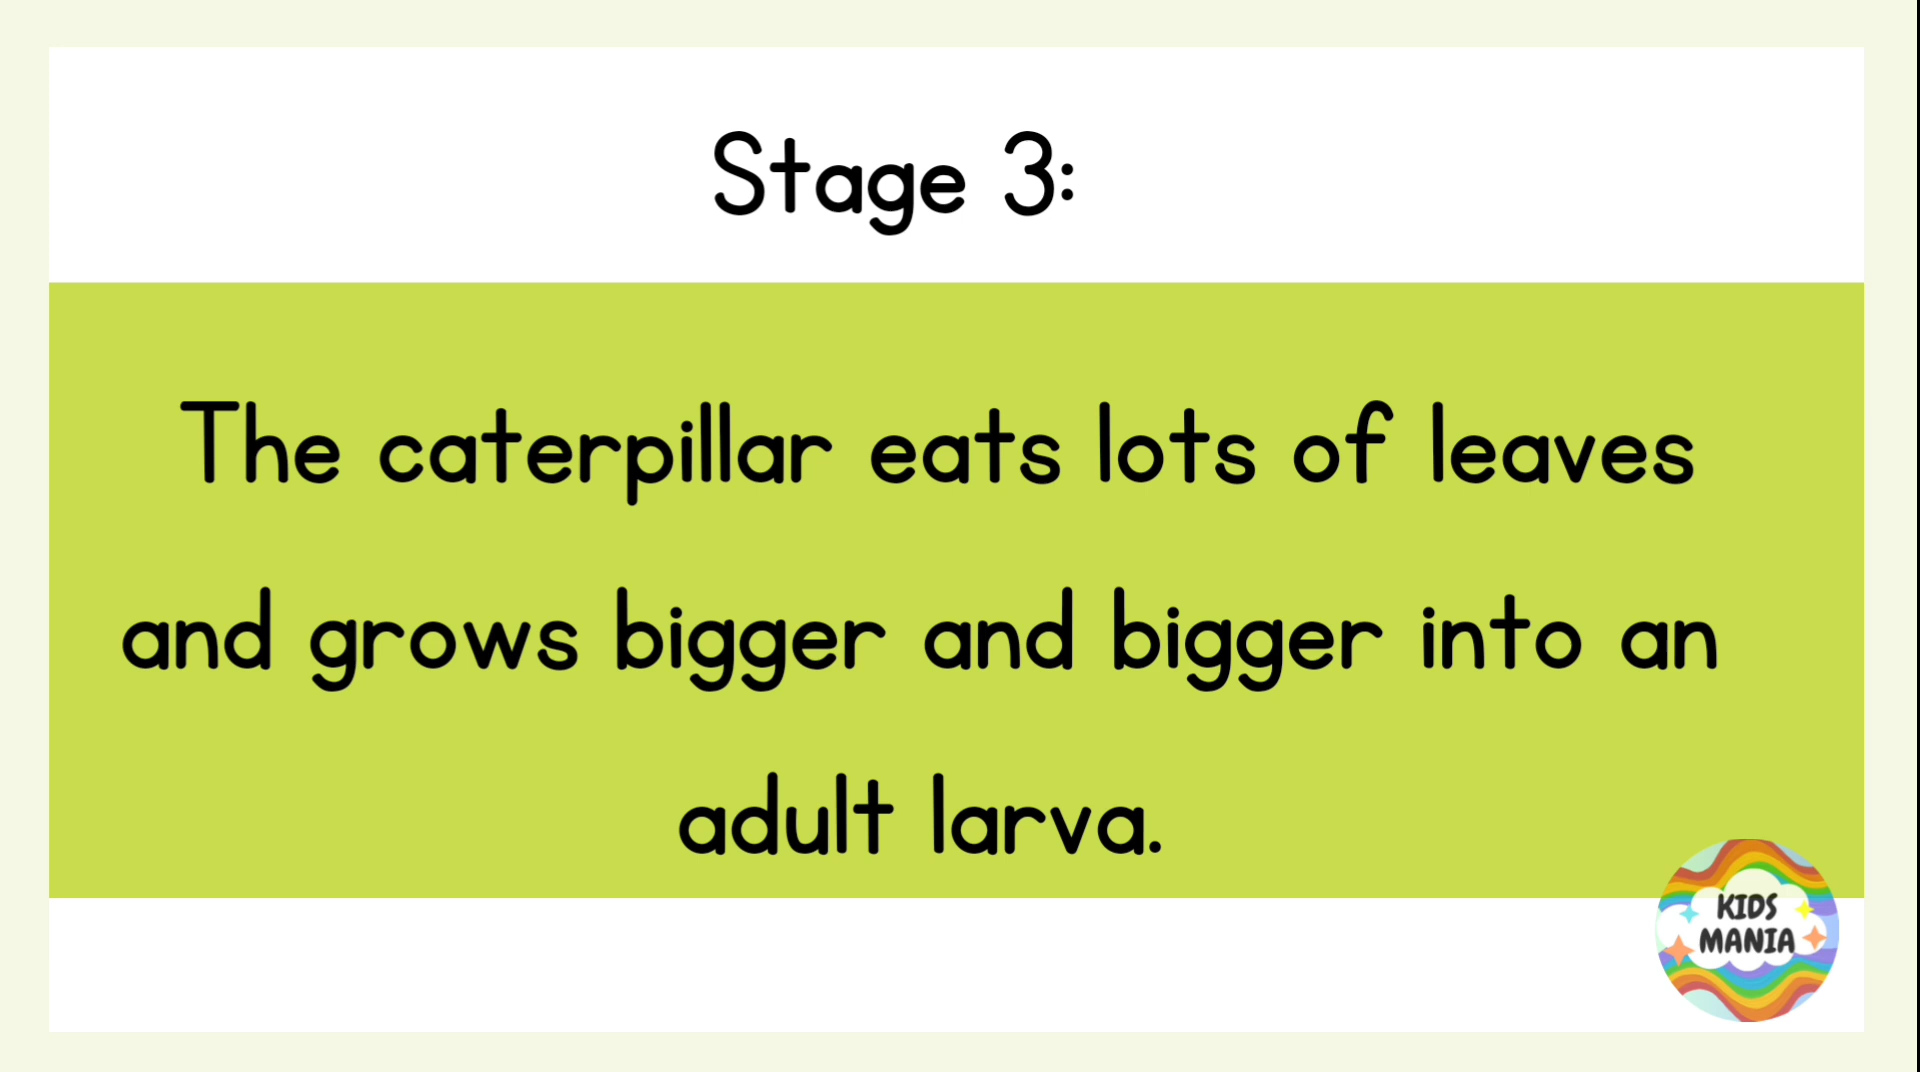 Stage 3:
The caterpillar eats lots of leaves
and grows bigger and bigger into an
adult larva.
KIDS
MANIA